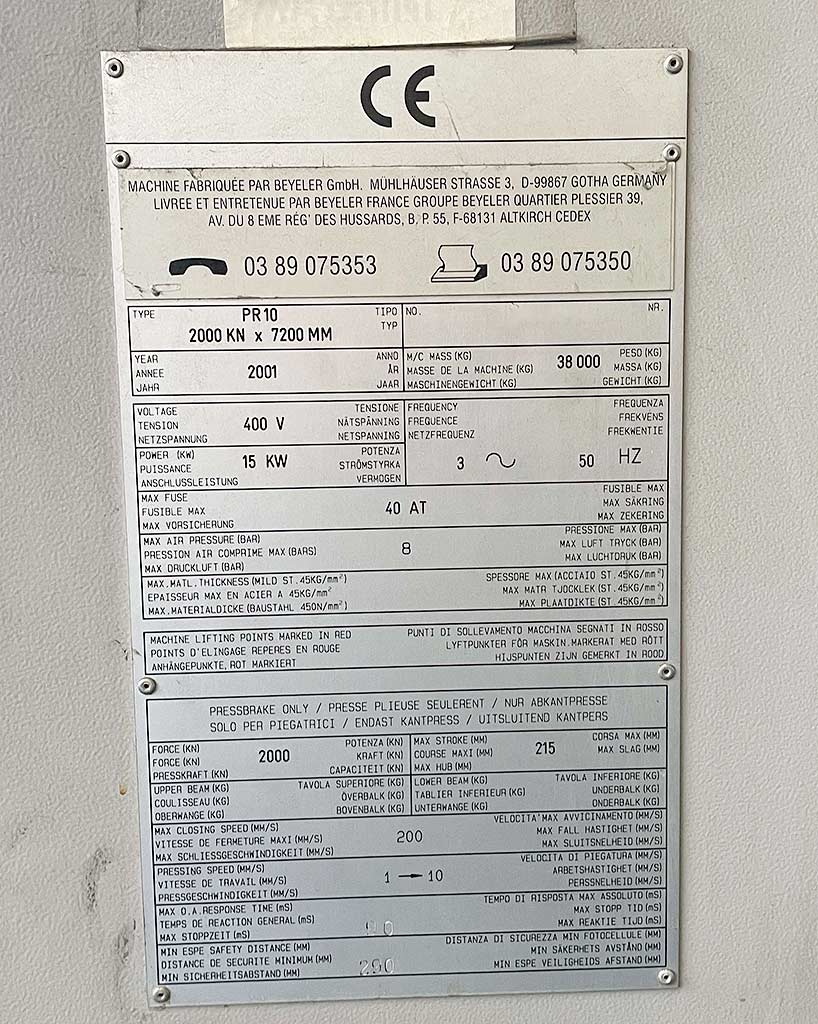 CE
MACHINE FABRIQUÉE PAR BEYELER GmbH. MÜHLHÄUSER STRASSE 3, D-99867 GOTHA GERMANY
LIVREE ET ENTRETENUE PAR BEYELER FRANCE GROUPE BEYELER QUARTIER PLESSIER 39,
AV. DU 8 EME RÉG' DES HUSSARDS, B. P. 55, F-68131 ALTKIRCH CEDEX
03 89 075353 03 89 075350
TYPE PR10 TIPO NO. NR.
2000 KN x 7200 MM TYP
YEAR ANNO M/C MASS (KG) PESO (KG)
ANNEE 2001 ÅR MASSE DE LA MACHINE (KG) 38 000 MASSA (KG)
JAHR JAAR MASCHINENGEWICHT (KG) GEWICHT (KG)
VOLTAGE TENSIONE FREQUENCY FREQUENZA
TENSION 400 V NÄTSPÄNNING FREQUENCE FREKVENS
NETZSPANNUNG NETSPANNING NETZFREQUENZ FREKWENTIE
POWER (KW) POTENZA
PUISSANCE 15 KW STRÖMSTYRKA 3 ~ 50 HZ
ANSCHLUSSLEISTUNG VERMOGEN
MAX FUSE FUSIBLE MAX
FUSIBLE MAX 40 AT MAX SÄKRING
MAX VORSICHERUNG MAX ZEKERING
MAX AIR PRESSURE (BAR) PRESSIONE MAX (BAR)
PRESSION AIR COMPRIME MAX (BARS) 8 MAX LUFT TRYCK (BAR)
MAX DRUCKLUFT (BAR) MAX LUCHTDRUK (BAR)
MAX.MATL.THICKNESS (MILD ST.45KG/mm²) SPESSORE MAX (ACCIAIO ST.45KG/mm²)
EPAISSEUR MAX EN ACIER A 45KG/mm² MAX MATR TJOCKLEK (ST.45KG/mm²)
MAX.MATERIALDICKE (BAUSTAHL 450N/mm²) MAX PLAATDIKTE (ST.45KG/mm²)
MACHINE LIFTING POINTS MARKED IN RED PUNTI DI SOLLEVAMENTO MACCHINA SEGNATI IN ROSSO
POINTS D'ELINGAGE REPERES EN ROUGE LYFTPUNKTER FÖR MASKIN.MARKERAT MED RÖTT
ANHÄNGEPUNKTE, ROT MARKIERT HIJSPUNTEN ZIJN GEMERKT IN ROOD
PRESSBRAKE ONLY / PRESSE PLIEUSE SEULERENT / NUR ABKANTPRESSE
SOLO PER PIEGATRICI / ENDAST KANTPRESS / UITSLUITEND KANTPERS
FORCE (KN) POTENZA (KN) MAX STROKE (MM) CORSA MAX (MM)
FORCE (KN) 2000 KRAFT (KN) COURSE MAXI (MM) 215 MAX SLAG (MM)
PRESSKRAFT (KN) CAPACITEIT (KN) MAX HUB (MM)
UPPER BEAM (KG) TAVOLA SUPERIORE (KG) LOWER BEAM (KG) TAVOLA INFERIORE (KG)
COULISSEAU (KG) ÖVERBALK (KG) TABLIER INFERIEUR (KG) UNDERBALK (KG)
OBERWANGE (KG) BOVENBALK (KG) UNTERWANGE (KG) ONDERBALK (KG)
MAX CLOSING SPEED (MM/S) VELOCITA'MAX AVVICINAMENTO (MM/S)
VITESSE DE FERMETURE MAXI (MM/S) 200 MAX FALL HASTIGHET (MM/S)
MAX SCHLIESSGESCHWINDIGKEIT (MM/S) MAX SLUITSNELHEID (MM/S)
PRESSING SPEED (MM/S) VELOCITA DI PIEGATURA (MM/S)
VITESSE DE TRAVAIL (MM/S) 1 → 10 ARBETSHASTIGHET (MM/S)
PRESSGESCHWINDIGKEIT (MM/S) PERSSNELHEID (MM/S)
MAX O.A.RESPONSE TIME (mS) TEMPO DI RISPOSTA MAX ASSOLUTO (mS)
TEMPS DE REACTION GENERAL (mS) MAX STOPP TID (mS)
MAX STOPPZEIT (mS) MAX REAKTIE TIJD (mS)
MIN ESPE SAFETY DISTANCE (MM) DISTANZA DI SICUREZZA MIN FOTOCELLULE (MM)
DISTANCE DE SECURITE MINIMUM (MM) MIN SÄKERHETS AVSTÅND (MM)
MIN SICHERHEITSABSTAND (MM) MIN ESPE VEILIGHEIDS AFSTAND (MM)